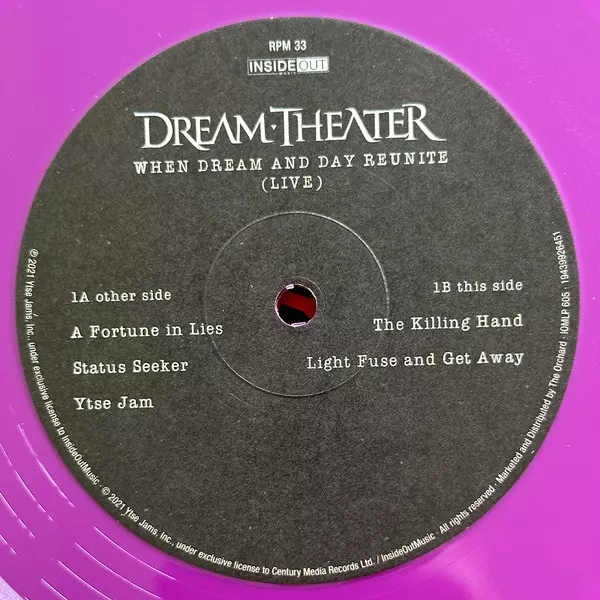 RPM 33
INSIDEOUT
MUSIC
DREAM·THEATER
WHEN DREAM AND DAY REUNITE
(LIVE)
1A other side
A Fortune in Lies
Status Seeker
Ytse Jam
1B this side
The Killing Hand
Light Fuse and Get Away
℗ 2021 Ytse Jams, Inc., under exclusive license to InsideOutMusic · © 2021 Ytse Jams, Inc., under exclusive license to Century Media Records Ltd. / InsideOutMusic · All rights reserved · Marketed and Distributed by The Orchard · IOMLP 605 · 19439926451